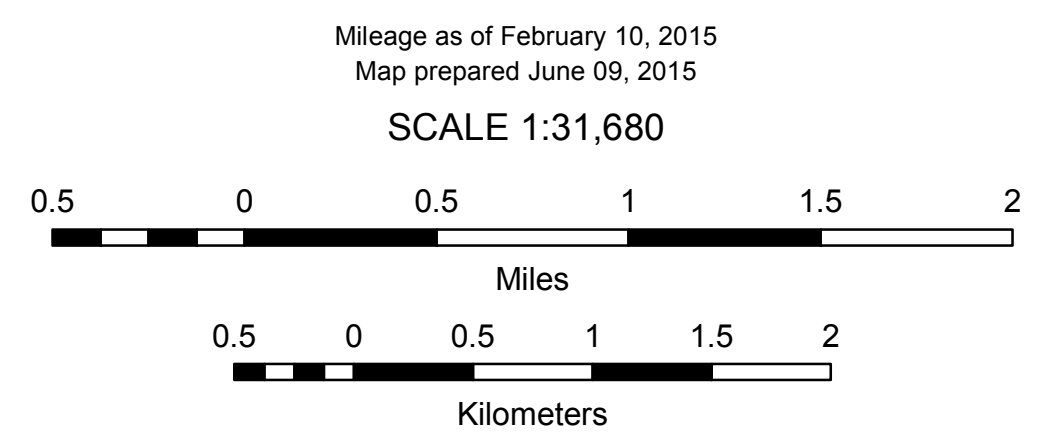 Mileage as of February 10, 2015
Map prepared June 09, 2015
SCALE 1:31,680
0.5 0 0.5 1 1.5 2
Miles
0.5 0 0.5 1 1.5 2
Kilometers